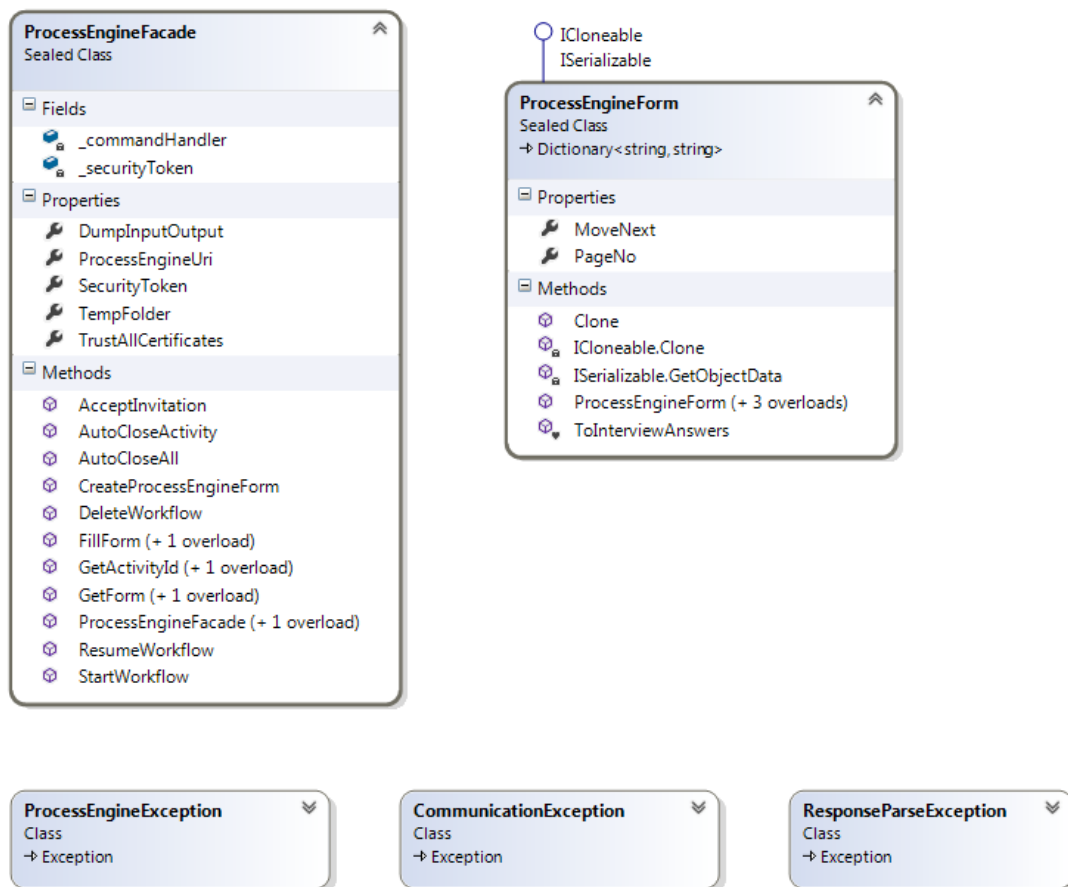 ProcessEngineFacade
Sealed Class
Fields
_commandHandler
_securityToken
Properties
DumpInputOutput
ProcessEngineUri
SecurityToken
TempFolder
TrustAllCertificates
Methods
AcceptInvitation
AutoCloseActivity
AutoCloseAll
CreateProcessEngineForm
DeleteWorkflow
FillForm (+ 1 overload)
GetActivityId (+ 1 overload)
GetForm (+ 1 overload)
ProcessEngineFacade (+ 1 overload)
ResumeWorkflow
StartWorkflow
ICloneable
ISerializable
ProcessEngineForm
Sealed Class
Dictionary<string, string>
Properties
MoveNext
PageNo
Methods
Clone
ICloneable.Clone
ISerializable.GetObjectData
ProcessEngineForm (+ 3 overloads)
ToInterviewAnswers
ProcessEngineException
Class
Exception
CommunicationException
Class
Exception
ResponseParseException
Class
Exception